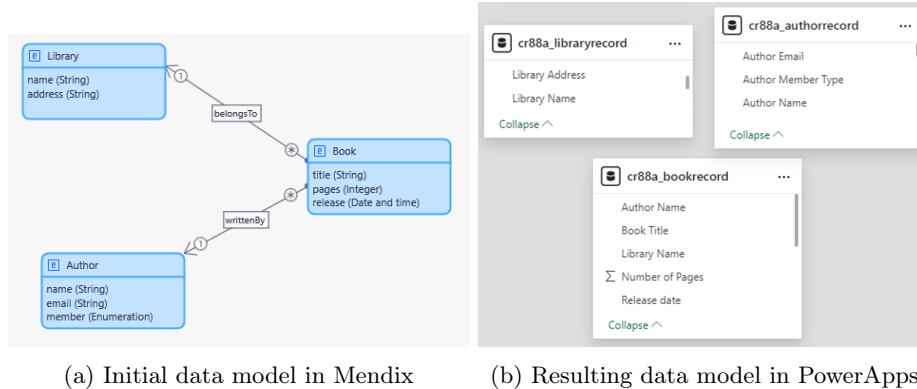 Library
name (String)
address (String)
1
belongsTo
*
Book
title (String)
pages (Integer)
release (Date and time)
*
writtenBy
1
Author
name (String)
email (String)
member (Enumeration)
(a) Initial data model in Mendix
cr88a_libraryrecord ...
Library Address
Library Name
Collapse
cr88a_authorrecord ...
Author Email
Author Member Type
Author Name
Collapse
cr88a_bookrecord ...
Author Name
Book Title
Library Name
Σ Number of Pages
Release date
Collapse
(b) Resulting data model in PowerApps